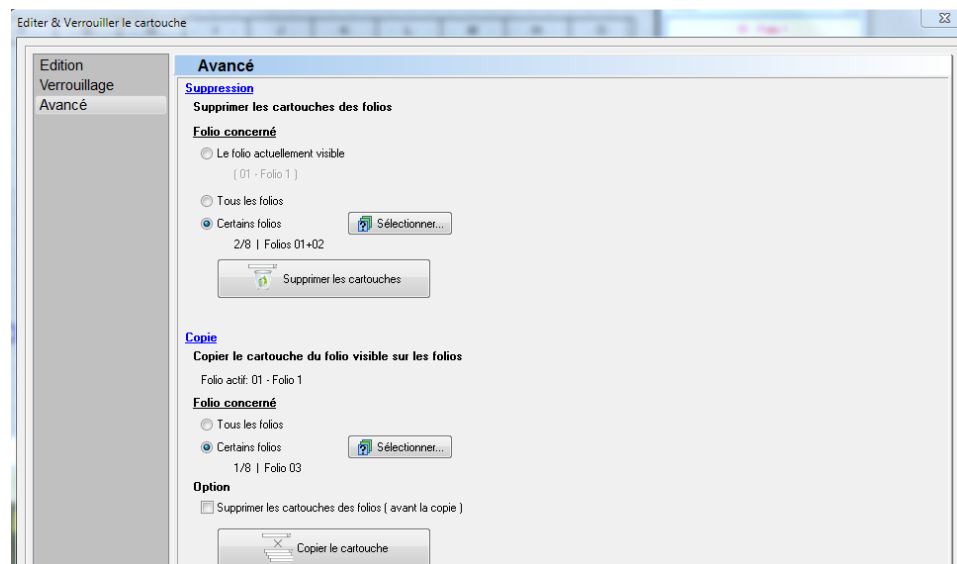 Editer & Verrouiller le cartouche
Edition
Verrouillage
Avancé
Avancé
Suppression
Supprimer les cartouches des folios
Folio concerné
Le folio actuellement visible
( 01 - Folio 1 )
Tous les folios
Certains folios
Sélectionner...
2/8 | Folios 01+02
Supprimer les cartouches
Copie
Copier le cartouche du folio visible sur les folios
Folio actif: 01 - Folio 1
Folio concerné
Tous les folios
Certains folios
Sélectionner...
1/8 | Folio 03
Option
Supprimer les cartouches des folios ( avant la copie )
Copier le cartouche